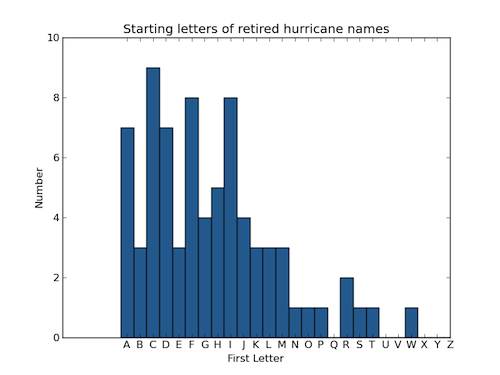 Starting letters of retired hurricane names
10
8
6
4
2
0
Number
A B C D E F G H I J K L M N O P Q R S T U V W X Y Z
First Letter